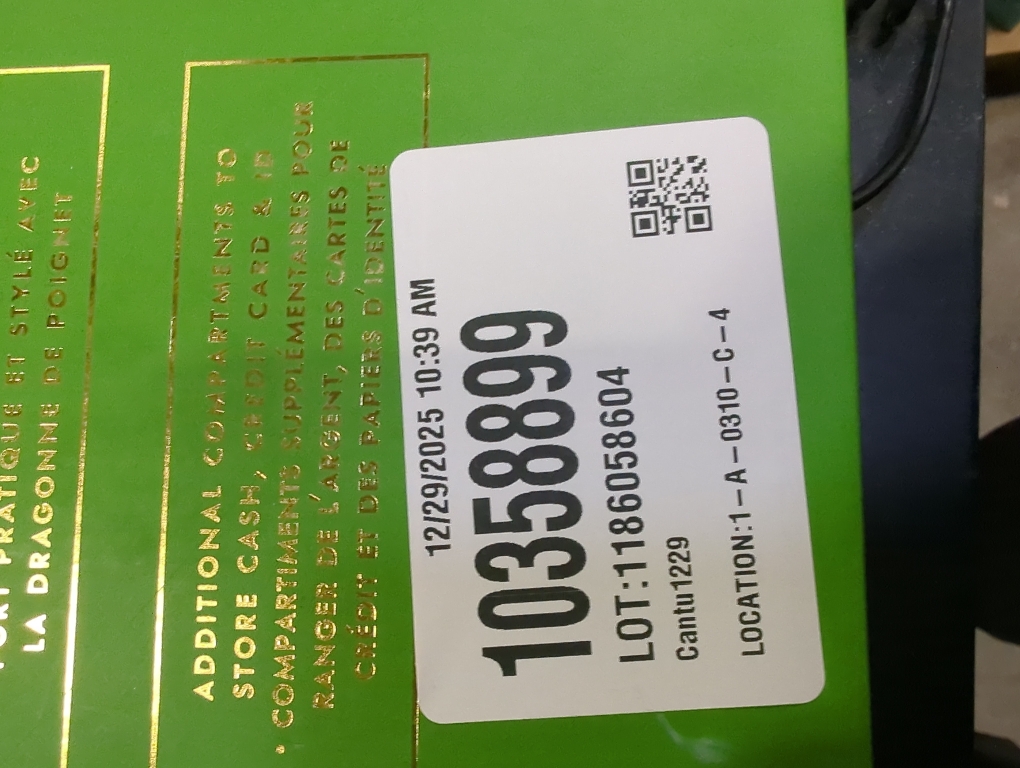 PRATIQUE ET STYLÉ AVEC
LA DRAGONNE DE POIGNET
ADDITIONAL COMPARTMENTS TO
STORE CASH, CREDIT CARD & ID
• COMPARTIMENTS SUPPLÉMENTAIRES POUR
RANGER DE L'ARGENT, DES CARTES DE
CRÉDIT ET DES PAPIERS D'IDENTITÉ
12/29/2025 10:39 AM
10358899
LOT:1186058604
Cantu1229
LOCATION:1-A-0310-C-4